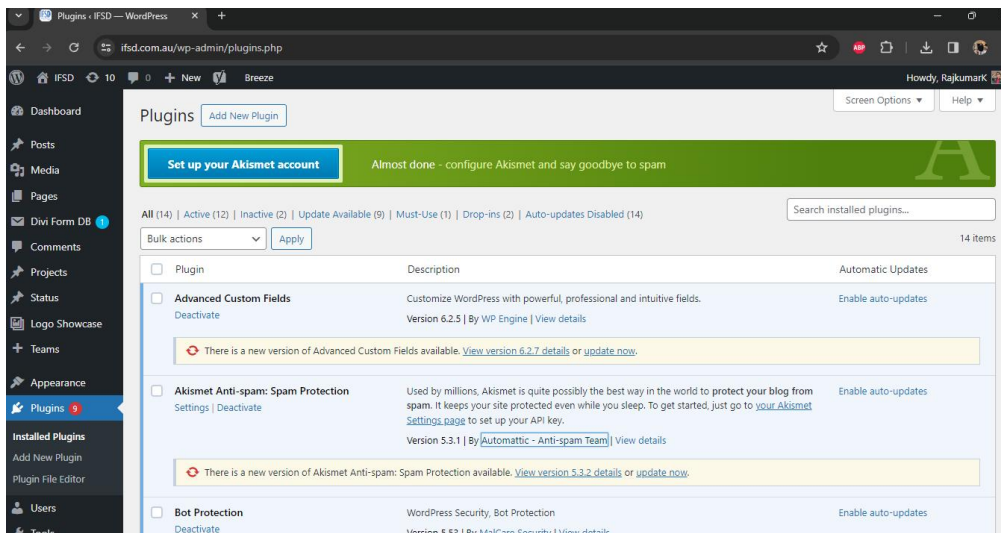 Plugins ‹ IFSD — WordPress
ifsd.com.au/wp-admin/plugins.php
ABP
IFSD 10 0 New Breeze Howdy, RajkumarK
Screen Options Help
Dashboard
Plugins Add New Plugin
Posts
Set up your Akismet account Almost done - configure Akismet and say goodbye to spam
Media
Pages
Divi Form DB 1
All (14) | Active (12) | Inactive (2) | Update Available (9) | Must-Use (1) | Drop-ins (2) | Auto-updates Disabled (14) Search installed plugins...
Comments
Bulk actions Apply 14 items
Projects
Plugin Description Automatic Updates
Status
Advanced Custom Fields Customize WordPress with powerful, professional and intuitive fields. Enable auto-updates
Deactivate Version 6.2.5 | By WP Engine | View details
Logo Showcase
Teams
There is a new version of Advanced Custom Fields available. View version 6.2.7 details or update now.
Appearance
Akismet Anti-spam: Spam Protection Used by millions, Akismet is quite possibly the best way in the world to protect your blog from Enable auto-updates
Plugins 9
Settings | Deactivate spam. It keeps your site protected even while you sleep. To get started, just go to your Akismet
Settings page to set up your API key.
Installed Plugins
Version 5.3.1 | By Automattic - Anti-spam Team | View details
Add New Plugin
There is a new version of Akismet Anti-spam: Spam Protection available. View version 5.3.2 details or update now.
Plugin File Editor
Users
Bot Protection WordPress Security, Bot Protection Enable auto-updates
Deactivate Version 5.53 | By MalCare Security | View details
Tools